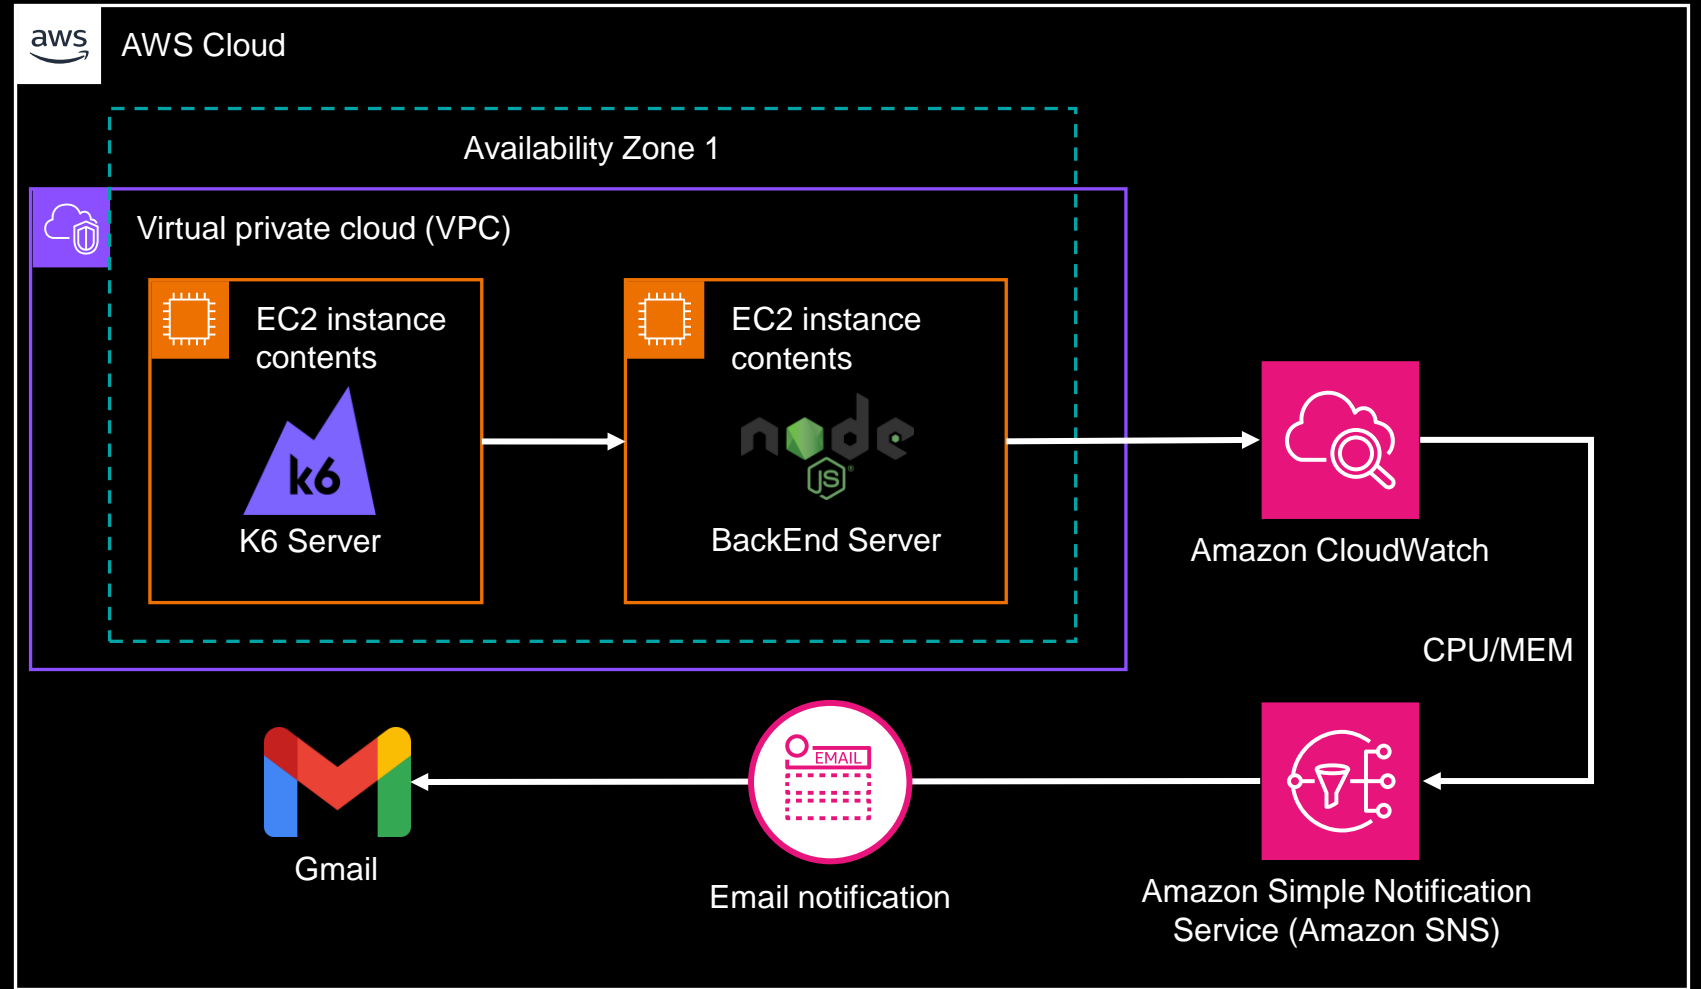 aws
AWS Cloud
Availability Zone 1
Virtual private cloud (VPC)
EC2 instance
contents
k6
K6 Server
EC2 instance
contents
node
JS
BackEnd Server
Amazon CloudWatch
CPU/MEM
Gmail
EMAIL
Email notification
Amazon Simple Notification
Service (Amazon SNS)